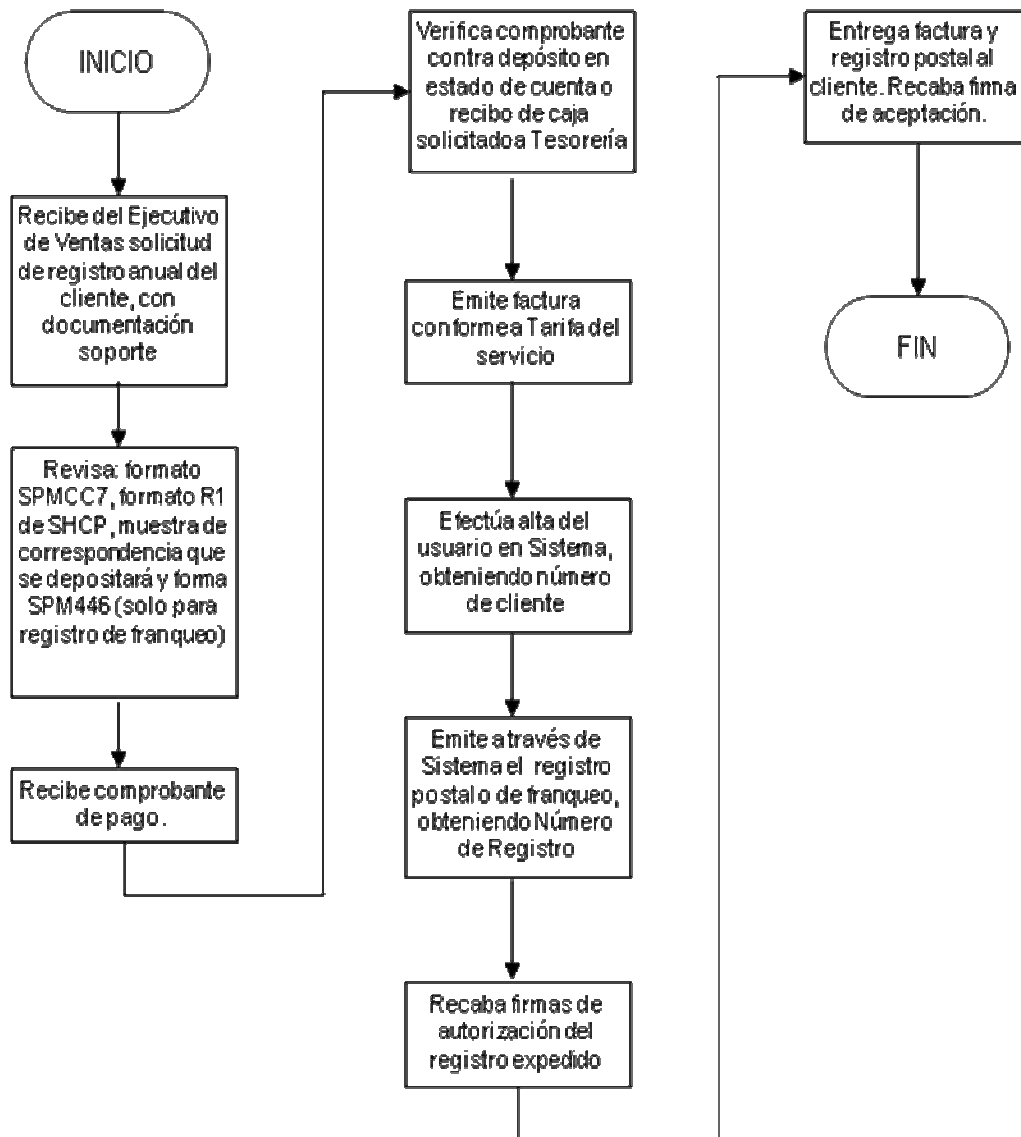 INICIO
Recibe del Ejecutivo
de Ventas solicitud
de registro anual del
cliente, con
documentación
soporte
Revisa: formato
SPMCC7, formato R1
de SHCP, muestra de
correspondencia que
se depositará y forma
SPM446 (solo para
registro de franqueo)
Recibe comprobante
de pago.
Verifica comprobante
contra depósito en
estado de cuenta o
recibo de caja
solicitado a Tesorería
Emite factura
conforme a Tarifa del
servicio
Efectúa alta del
usuario en Sistema,
obteniendo número
de cliente
Emite a través de
Sistema el registro
postal o de franqueo,
obteniendo Número
de Registro
Recaba firmas de
autorización del
registro expedido
Entrega factura y
registro postal al
cliente. Recaba firma
de aceptación.
FIN